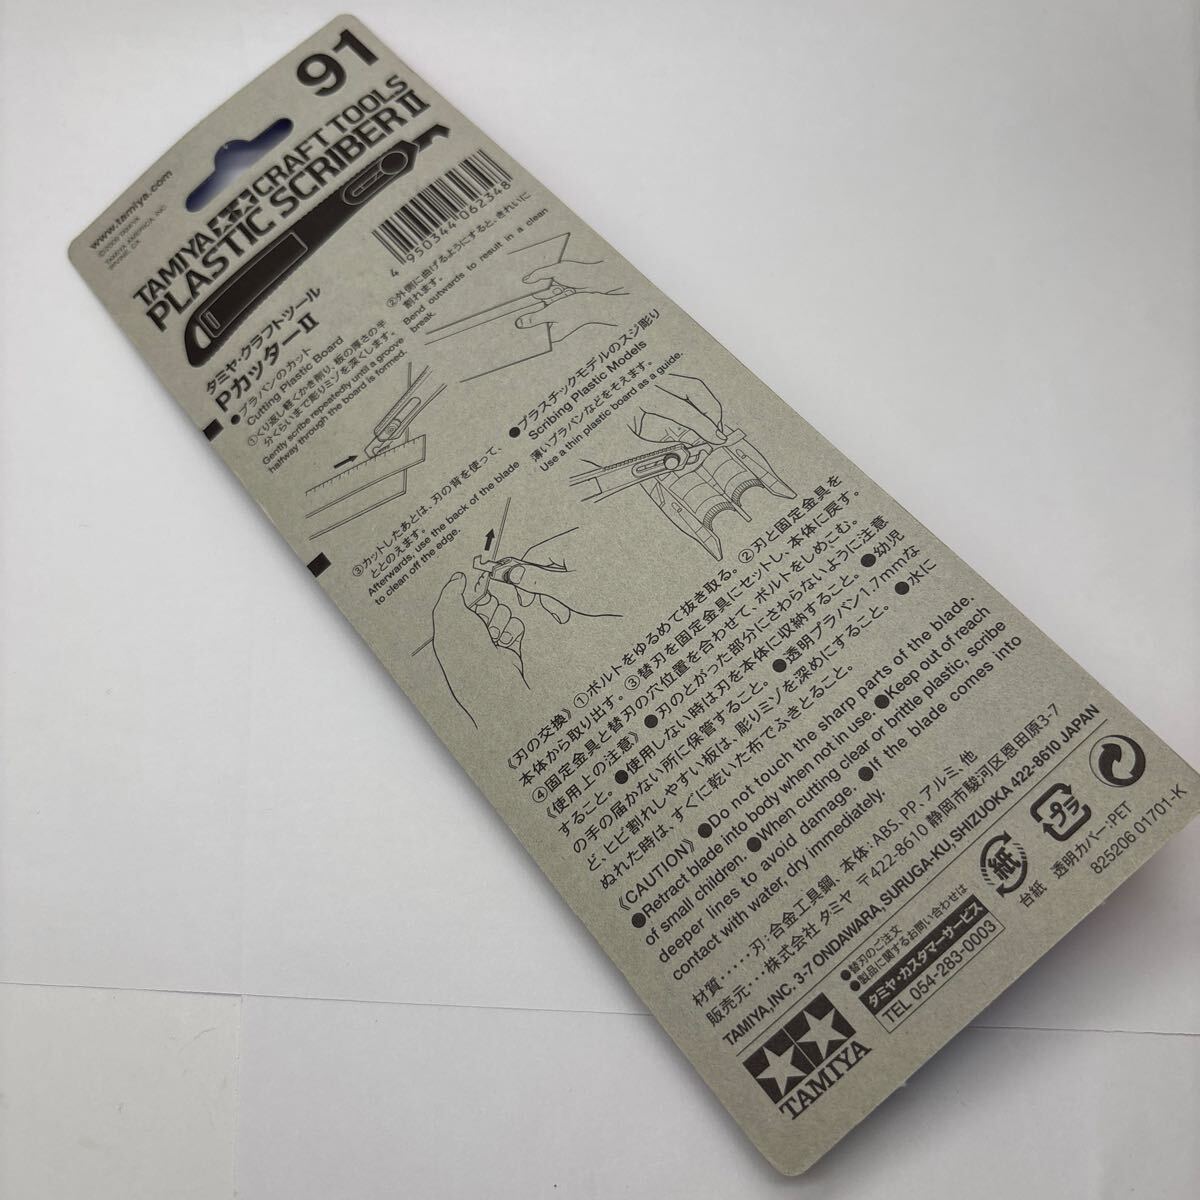 91
www.tamiya.com
©2009 TAMIYA
TAMIYA AMERICA, INC.
IRVINE, CA
TAMIYA CRAFT TOOLS
PLASTIC SCRIBER II
4 950344 062348
タミヤ・クラフトツール
PカッターII
●プラバンのカット
Cutting Plastic Board
①くり返し軽くかき削り、板の厚さの半
分くらいまで彫りミゾを深くします。
Gently scribe repeatedly until a groove
halfway through the board is formed.
②外側に曲げるようにすると、きれいに
割れます。
Bend outwards to result in a clean
break.
③カットしたあとは、刃の背を使って、
ととのえます。
Afterwards, use the back of the blade
to clean off the edge.
●プラスチックモデルのスジ彫り
Scribing Plastic Models
薄いプラバンなどをそえます。
Use a thin plastic board as a guide.
《刃の交換》①ボルトをゆるめて抜き取る。②刃と固定金具を
本体から取り出す。③替刃を固定金具にセットし、本体に戻す。
④固定金具と替刃の穴位置を合わせて、ボルトをしめこむ。
《使用上の注意》●刃のとがった部分にさわらないように注意
すること。●使用しない時は刃を本体に収納すること。●幼児
の手の届かない所に保管すること。●透明プラバン1.7mmな
ど、ヒビ割れしやすい板は、彫りミゾを深めにすること。●水に
ぬれた時は、すぐに乾いた布でふきとること。
《CAUTION》●Do not touch the sharp parts of the blade.
●Retract blade into body when not in use. ●Keep out of reach
of small children. ●When cutting clear or brittle plastic, scribe
deeper lines to avoid damage. ●If the blade comes into
contact with water, dry immediately.
材質……刃：合金工具鋼、本体：ABS、PP、アルミ、他
販売元…株式会社 タミヤ 〒422-8610 静岡市駿河区恩田原3-7
TAMIYA,INC. 3-7 ONDAWARA, SURUGA-KU, SHIZUOKA 422-8610 JAPAN
TAMIYA
●替刃のご注文
●製品に関するお問い合わせは
タミヤ・カスタマーサービス
TEL 054-283-0003
紙
台紙
プラ
透明カバー：PET
825206 01701-K